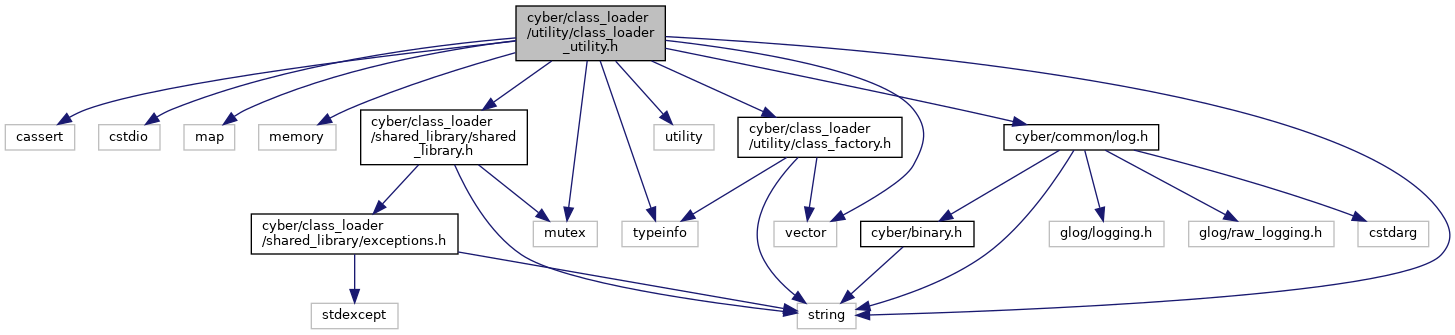 cyber/class_loader
/utility/class_loader
_utility.h
cassert
cstdio
map
memory
cyber/class_loader
/shared_library/shared
_library.h
utility
cyber/class_loader
/utility/class_factory.h
cyber/common/log.h
cyber/class_loader
/shared_library/exceptions.h
mutex
typeinfo
vector
cyber/binary.h
glog/logging.h
glog/raw_logging.h
cstdarg
stdexcept
string